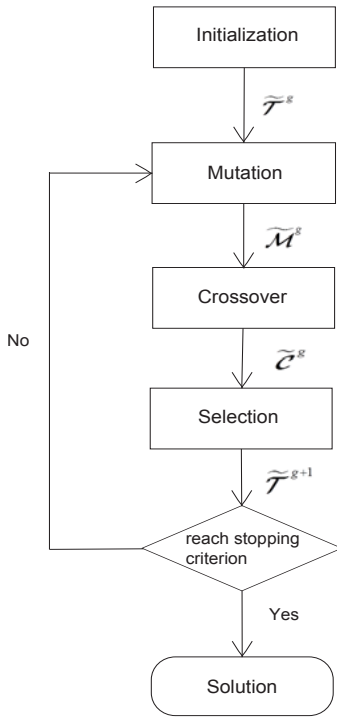 Initialization
𝒯̃ᵍ
Mutation
ℳ̃ᵍ
Crossover
No
𝒞̃ᵍ
Selection
𝒯̃ᵍ⁺¹
reach stopping
criterion
Yes
Solution